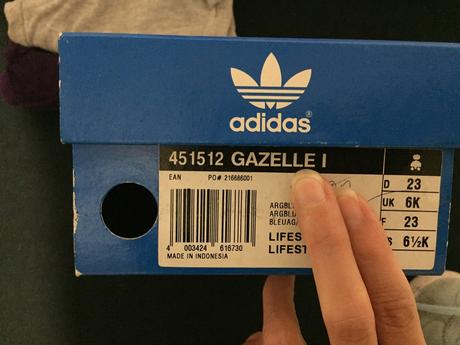 adidas®
451512 GAZELLE I
EAN PO# 216686001
ARGBL
ARGBLU
BLEUAG
LIFES
LIFEST
4 003424 616730
MADE IN INDONESIA
D 23
UK 6K
F 23
S 6½K